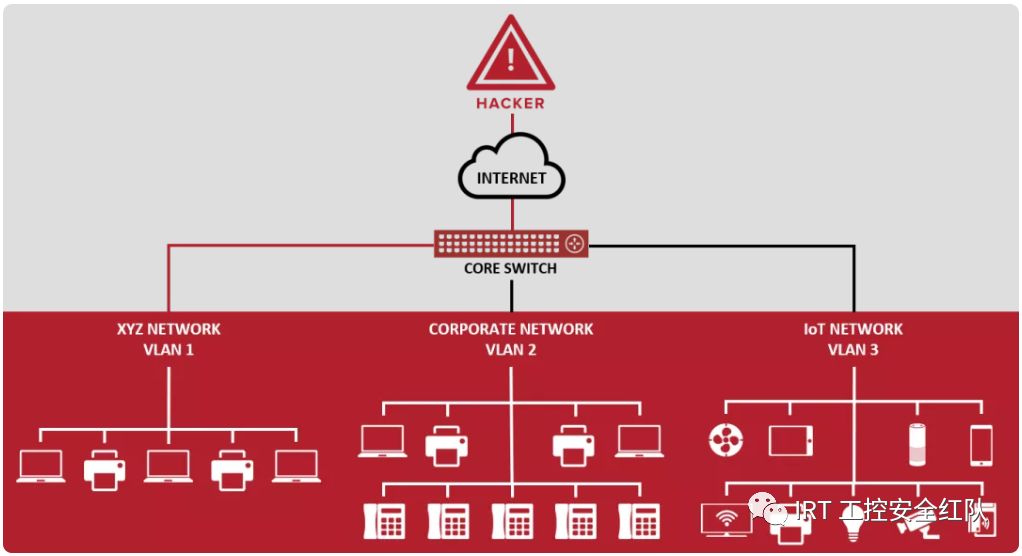 !
HACKER
INTERNET
CORE SWITCH
XYZ NETWORK
VLAN 1
CORPORATE NETWORK
VLAN 2
IoT NETWORK
VLAN 3
IRT 工控安全红队